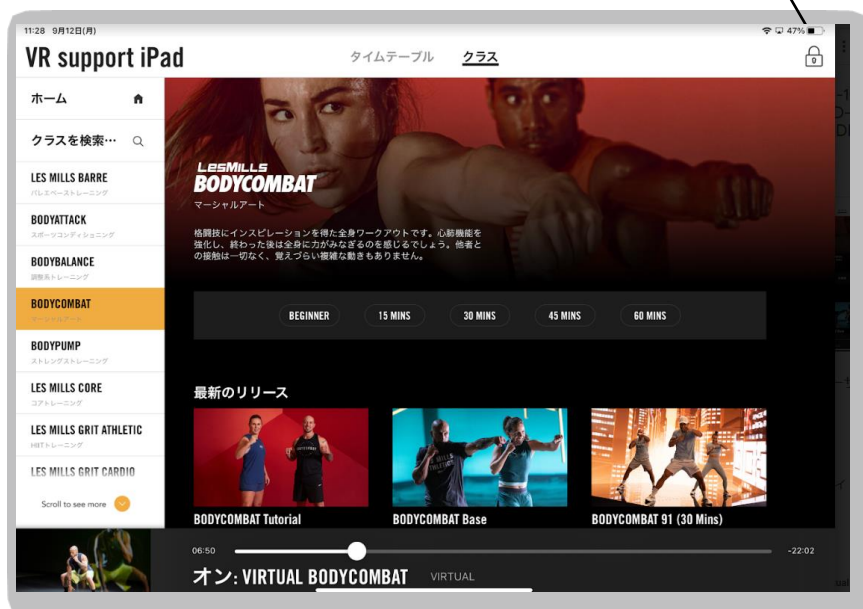 11:28 9月12日(月)
47%
VR support iPad
タイムテーブル
クラス
ホーム
クラスを検索…
LES MILLS BARRE
バレエベーストレーニング
BODYATTACK
スポーツコンディショニング
BODYBALANCE
調整系トレーニング
BODYCOMBAT
マーシャルアート
BODYPUMP
ストレングストレーニング
LES MILLS CORE
コアトレーニング
LES MILLS GRIT ATHLETIC
HIITトレーニング
LES MILLS GRIT CARDIO
Scroll to see more
LESMILLS
BODYCOMBAT
マーシャルアート
格闘技にインスピレーションを得た全身ワークアウトです。心肺機能を
強化し、終わった後は全身に力がみなぎるのを感じるでしょう。他者と
の接触は一切なく、覚えづらい複雑な動きもありません。
BEGINNER
15 MINS
30 MINS
45 MINS
60 MINS
最新のリリース
BODYCOMBAT Tutorial
BODYCOMBAT Base
BODYCOMBAT 91 (30 Mins)
06:50
-22:02
オン: VIRTUAL BODYCOMBAT
VIRTUAL